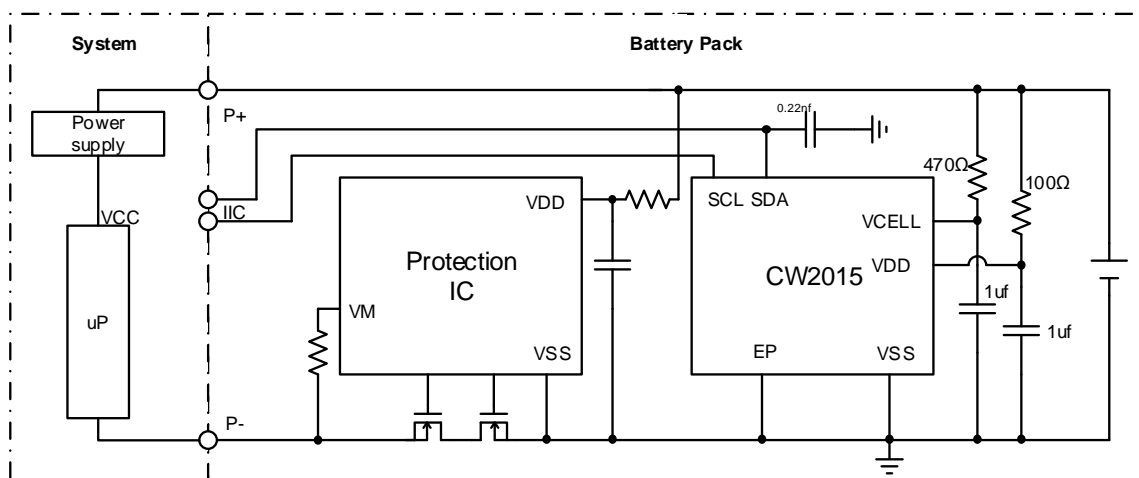 System
Battery Pack
Power
supply
P+
0.22nf
470Ω
100Ω
VCC
IIC
VDD
SCL SDA
VCELL
Protection
IC
CW2015
VDD
uP
VM
1uf
1uf
VSS
EP
VSS
P-